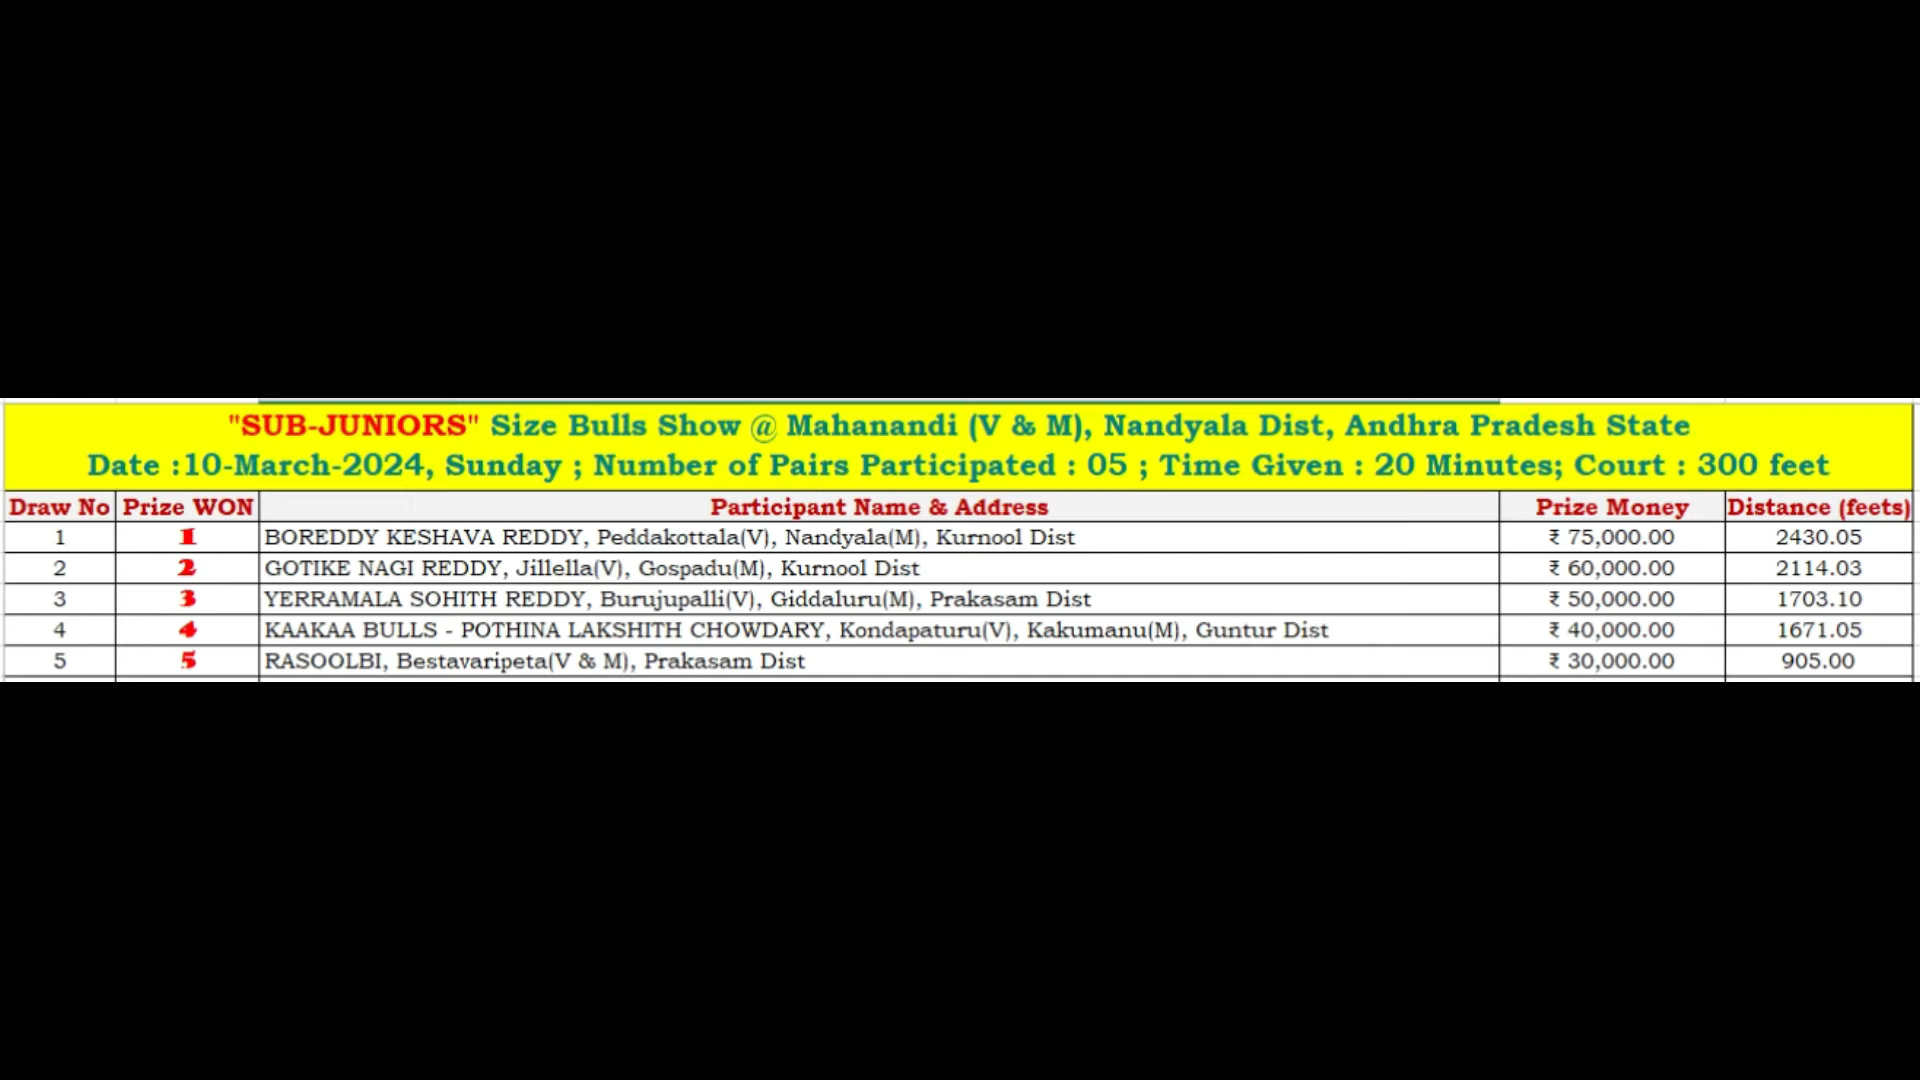 "SUB-JUNIORS" Size Bulls Show @ Mahanandi (V & M), Nandyala Dist, Andhra Pradesh State
Date :10-March-2024, Sunday ; Number of Pairs Participated : 05 ; Time Given : 20 Minutes; Court : 300 feet
Draw No Prize WON Participant Name & Address Prize Money Distance (feets)
1 1 BOREDDY KESHAVA REDDY, Peddakottala(V), Nandyala(M), Kurnool Dist ₹ 75,000.00 2430.05
2 2 GOTIKE NAGI REDDY, Jillella(V), Gospadu(M), Kurnool Dist ₹ 60,000.00 2114.03
3 3 YERRAMALA SOHITH REDDY, Burujupalli(V), Giddaluru(M), Prakasam Dist ₹ 50,000.00 1703.10
4 4 KAAKAA BULLS - POTHINA LAKSHITH CHOWDARY, Kondapaturu(V), Kakumanu(M), Guntur Dist ₹ 40,000.00 1671.05
5 5 RASOOLBI, Bestavaripeta(V & M), Prakasam Dist ₹ 30,000.00 905.00